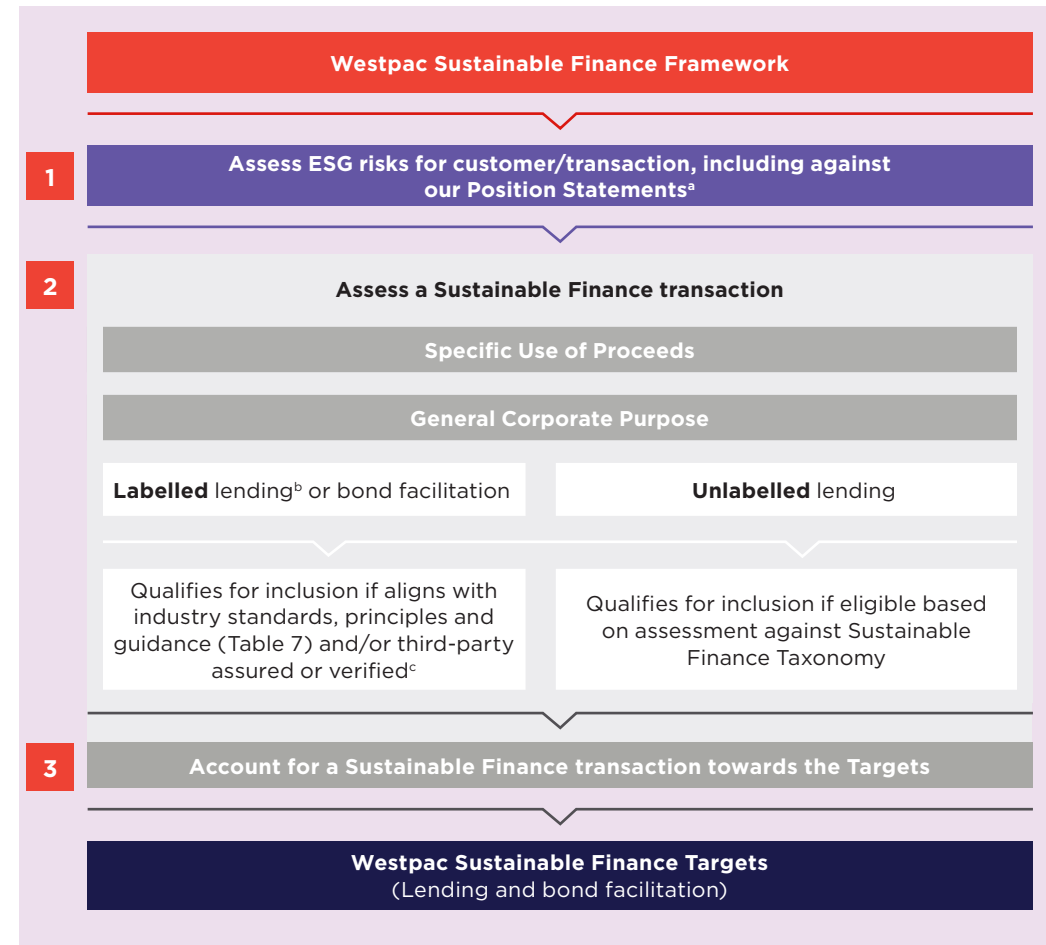 Westpac Sustainable Finance Framework
1
Assess ESG risks for customer/transaction, including against
our Position Statementsᵃ
2
Assess a Sustainable Finance transaction
Specific Use of Proceeds
General Corporate Purpose
Labelled lendingᵇ or bond facilitation
Unlabelled lending
Qualifies for inclusion if aligns with
industry standards, principles and
guidance (Table 7) and/or third-party
assured or verifiedᶜ
Qualifies for inclusion if eligible based
on assessment against Sustainable
Finance Taxonomy
3
Account for a Sustainable Finance transaction towards the Targets
Westpac Sustainable Finance Targets
(Lending and bond facilitation)